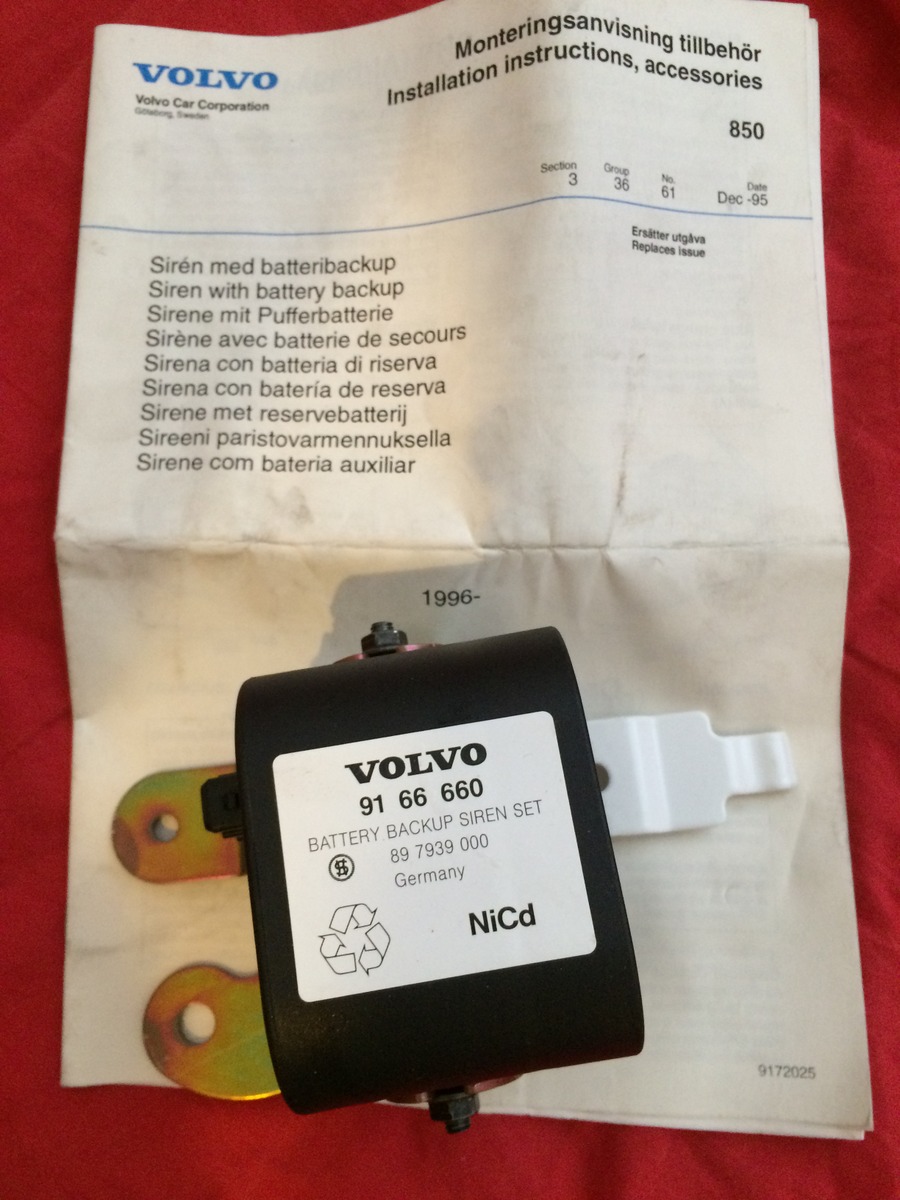 VOLVO
Volvo Car Corporation
Göteborg, Sweden
Monteringsanvisning tillbehör
Installation instructions, accessories
850
Section Group No. Date
3 36 61 Dec -95
Ersätter utgåva
Replaces issue
Sirén med batteribackup
Siren with battery backup
Sirene mit Pufferbatterie
Sirène avec batterie de secours
Sirena con batteria di riserva
Sirena con batería de reserva
Sirene met reservebatterij
Sireeni paristovarmennuksella
Sirene com bateria auxiliar
1996-
VOLVO
91 66 660
BATTERY BACKUP SIREN SET
89 7939 000
Germany
NiCd
9172025